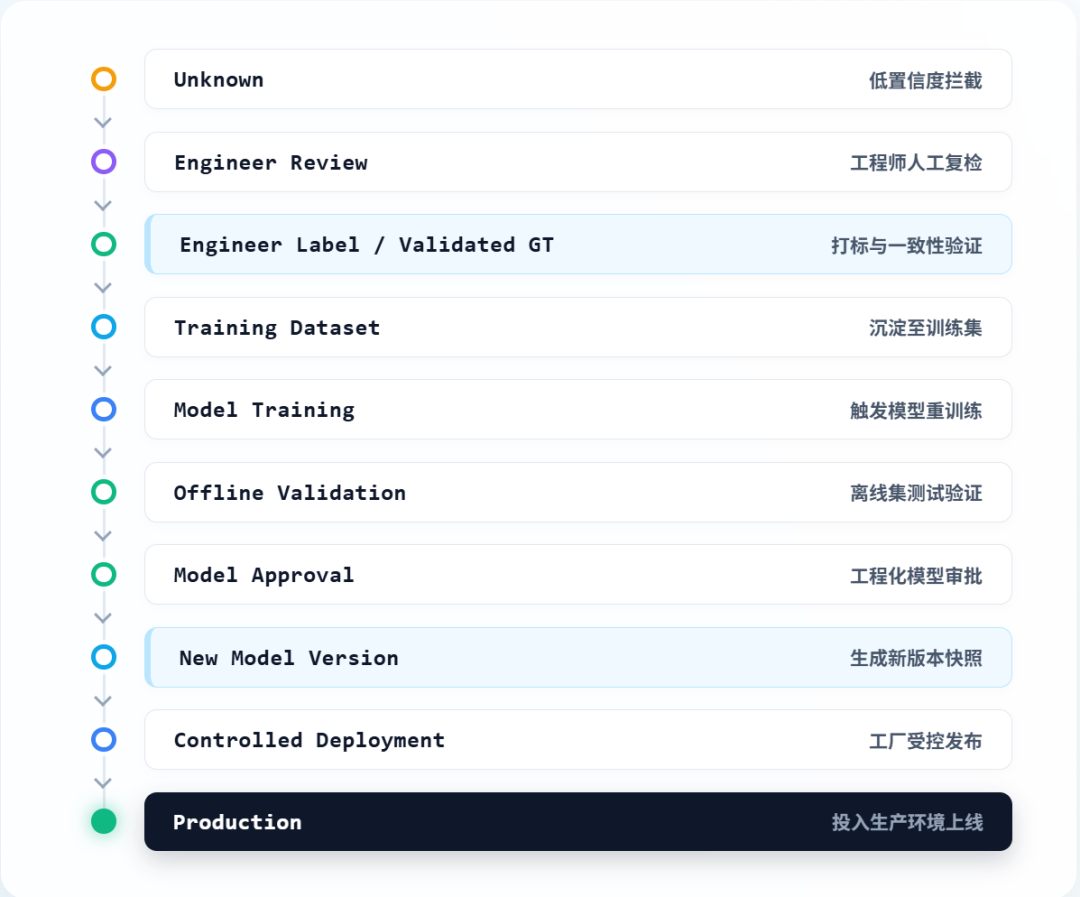 Unknown 低置信度拦截
Engineer Review 工程师人工复检
Engineer Label / Validated GT 打标与一致性验证
Training Dataset 沉淀至训练集
Model Training 触发模型重训练
Offline Validation 离线集测试验证
Model Approval 工程化模型审批
New Model Version 生成新版本快照
Controlled Deployment 工厂受控发布
Production 投入生产环境上线